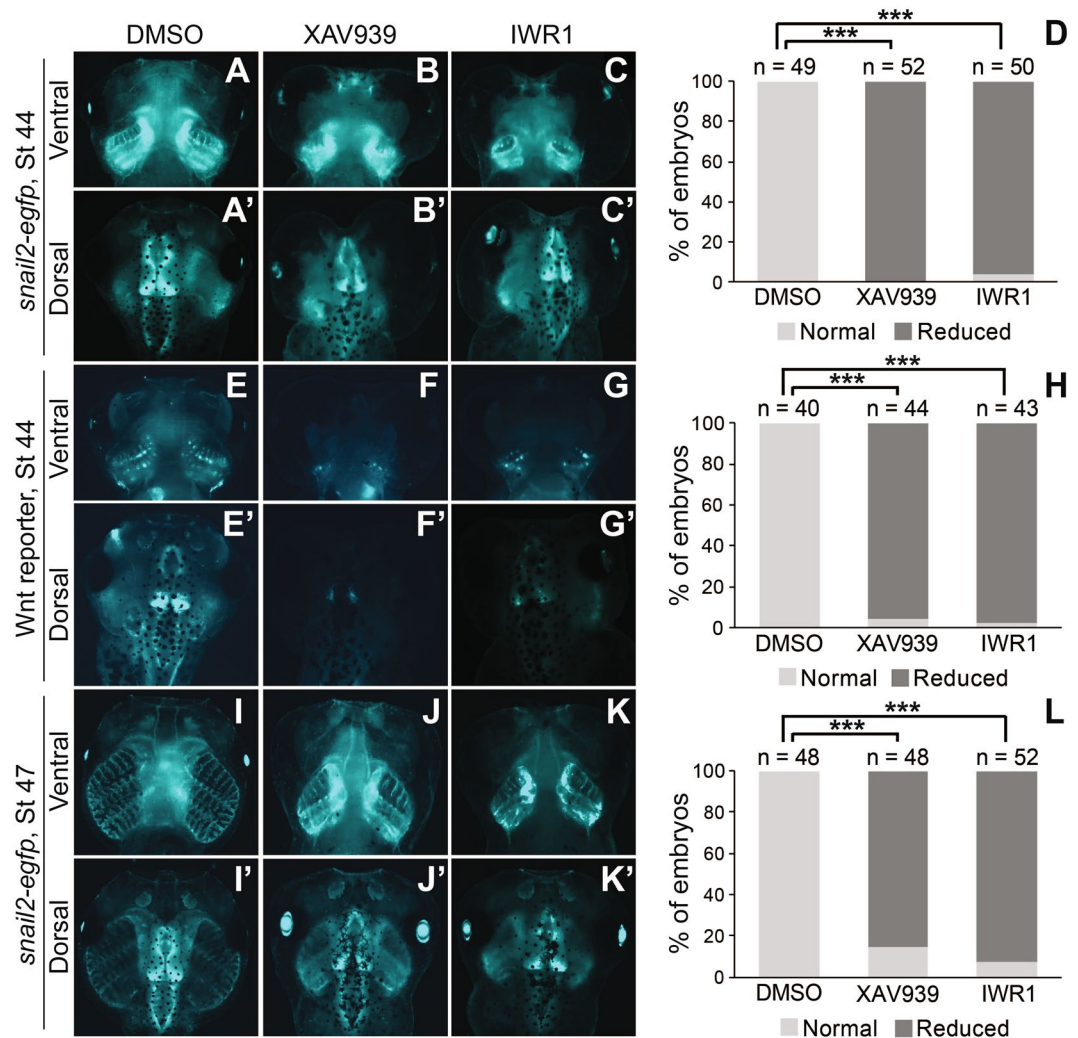 DMSO XAV939 IWR1
snail2-egfp, St 44
Ventral
A B C
Dorsal
A’ B’ C’
Wnt reporter, St 44
Ventral
E F G
Dorsal
E’ F’ G’
snail2-egfp, St 47
Ventral
I J K
Dorsal
I’ J’ K’
D
***
***
n = 49 n = 52 n = 50
% of embryos
100
80
60
40
20
0
DMSO XAV939 IWR1
Normal Reduced
H
***
***
n = 40 n = 44 n = 43
% of embryos
100
80
60
40
20
0
DMSO XAV939 IWR1
Normal Reduced
L
***
***
n = 48 n = 48 n = 52
% of embryos
100
80
60
40
20
0
DMSO XAV939 IWR1
Normal Reduced